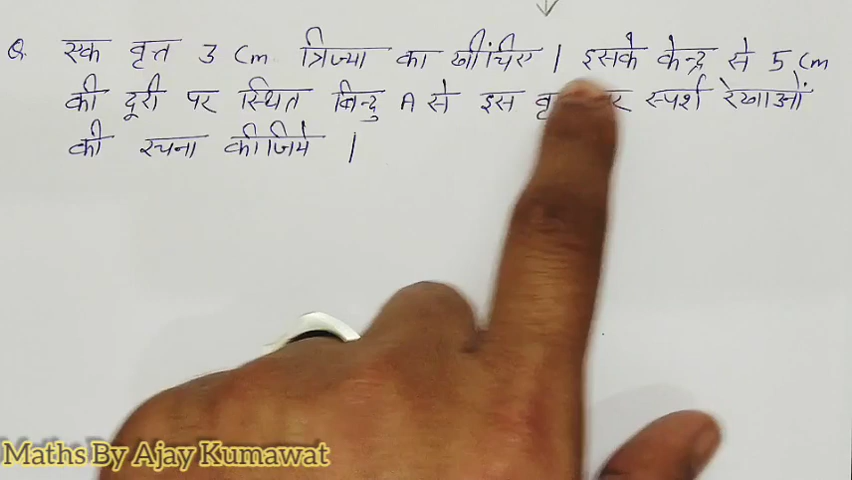 Q. एक वृत्त 3 cm त्रिज्या का खींचिए । इसके केन्द्र से 5 cm
की दूरी पर स्थित बिन्दु A से इस स्पर्श रेखाओं
की रचना कीजिये ।
Maths By Ajay Kumawat